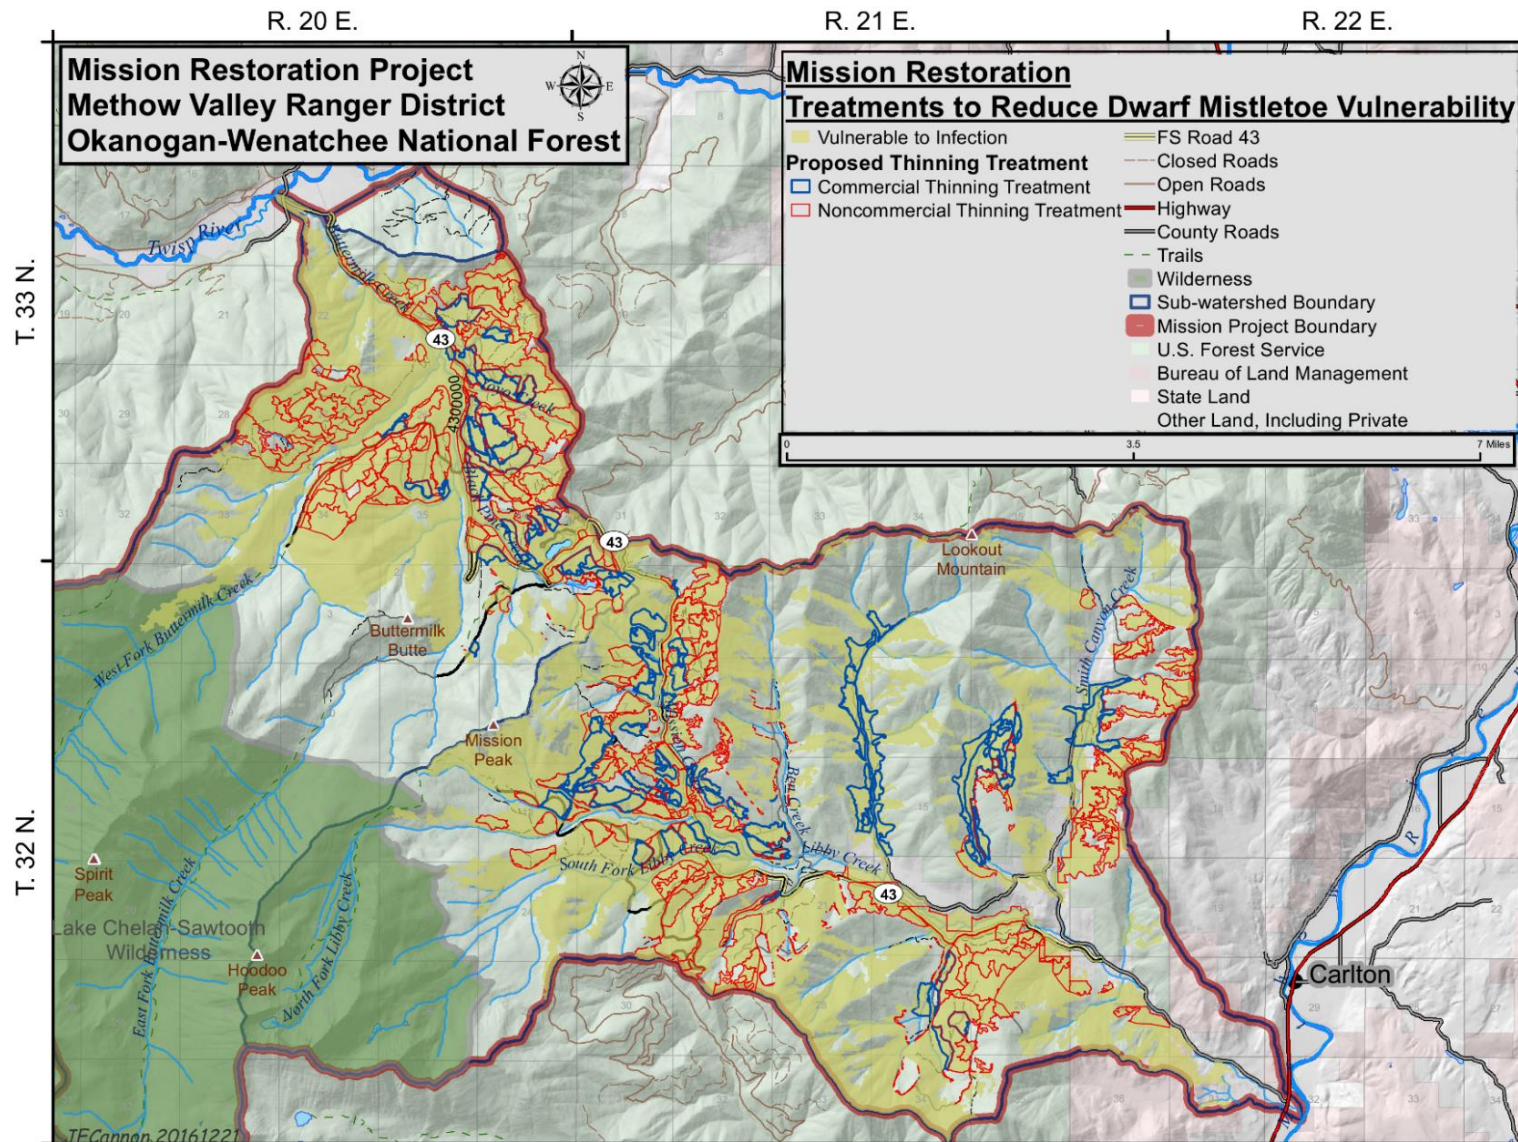 R. 20 E.
R. 21 E.
R. 22 E.
Mission Restoration Project
Methow Valley Ranger District
Okanogan-Wenatchee National Forest
N
W
E
S
Mission Restoration
Treatments to Reduce Dwarf Mistletoe Vulnerability
Vulnerable to Infection
Proposed Thinning Treatment
Commercial Thinning Treatment
Noncommercial Thinning Treatment
FS Road 43
Closed Roads
Open Roads
Highway
County Roads
Trails
Wilderness
Sub-watershed Boundary
Mission Project Boundary
U.S. Forest Service
Bureau of Land Management
State Land
Other Land, Including Private
0
3.5
7 Miles
T. 33 N.
T. 32 N.
Twisp River
Buttermilk Creek
43
4300000
43
Lookout
Mountain
Smith Canyon Creek
West Fork Buttermilk Creek
Buttermilk
Butte
Mission
Peak
Mission
Libby Creek
South Fork Libby Creek
43
Spirit
Peak
East Fork Buttermilk Creek
North Fork Libby Creek
Lake Chelan-Sawtooth
Wilderness
Hoodoo
Peak
Carlton
TFCannon.20161221